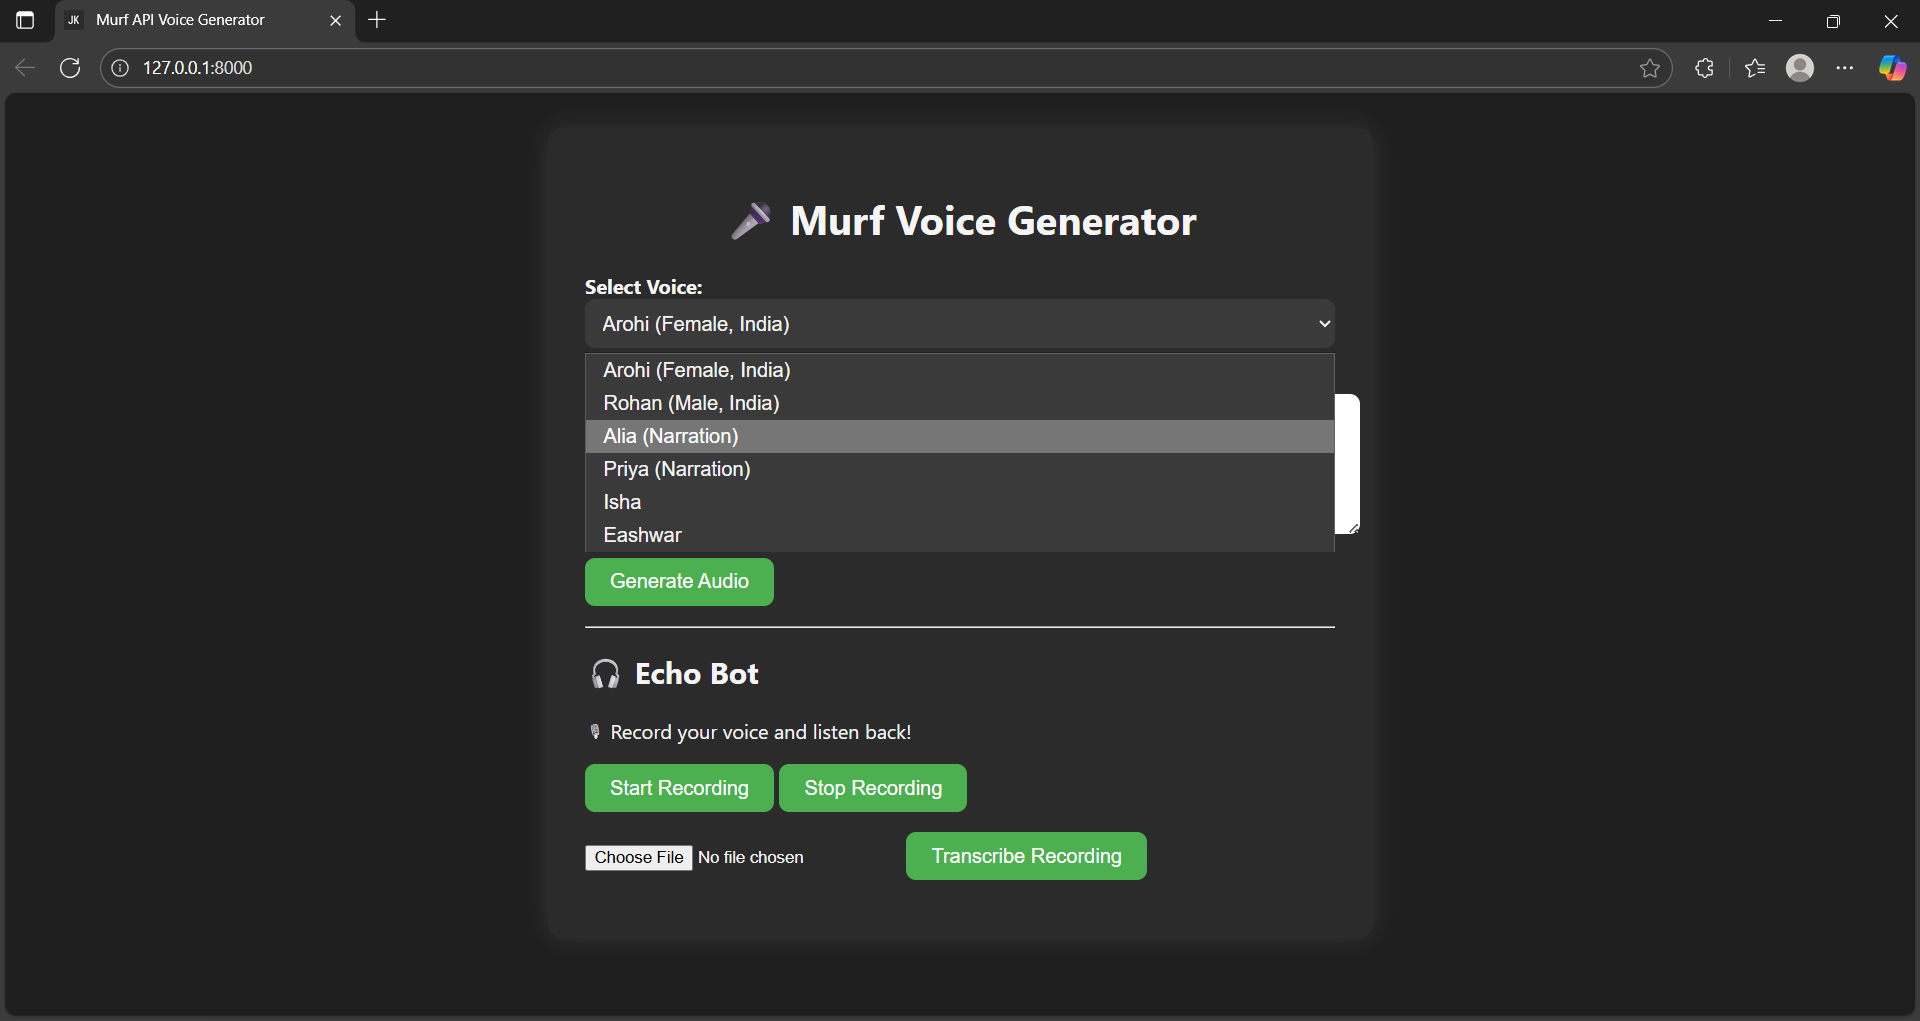 JK Murf API Voice Generator
127.0.0.1:8000
Murf Voice Generator
Select Voice:
Arohi (Female, India)
Arohi (Female, India)
Rohan (Male, India)
Alia (Narration)
Priya (Narration)
Isha
Eashwar
Generate Audio
Echo Bot
Record your voice and listen back!
Start Recording Stop Recording
Choose File No file chosen Transcribe Recording